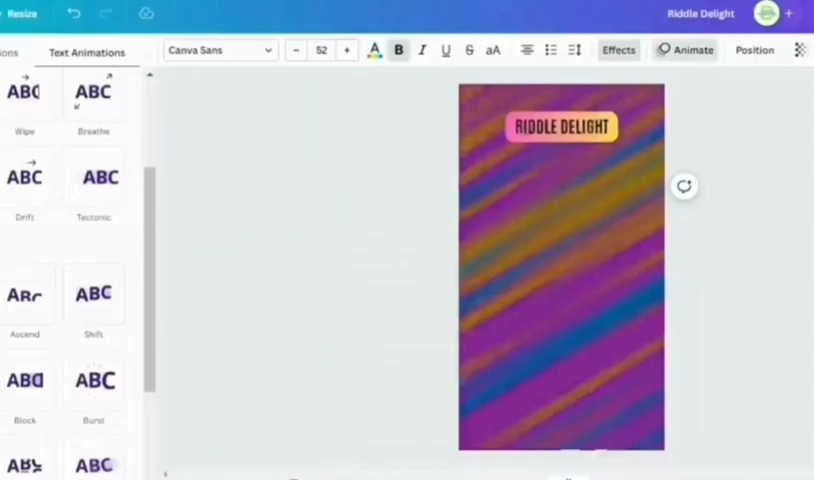 Resize
Riddle Delight
+
ions
Text Animations
Canva Sans
− 52 +
A B I U S aA
Effects
Animate
Position
ABC
ABC
Wipe
Breathe
ABC
ABC
Drift
Tectonic
ABC
ABC
Ascend
Shift
ABC
ABC
Block
Burst
ABC
RIDDLE DELIGHT